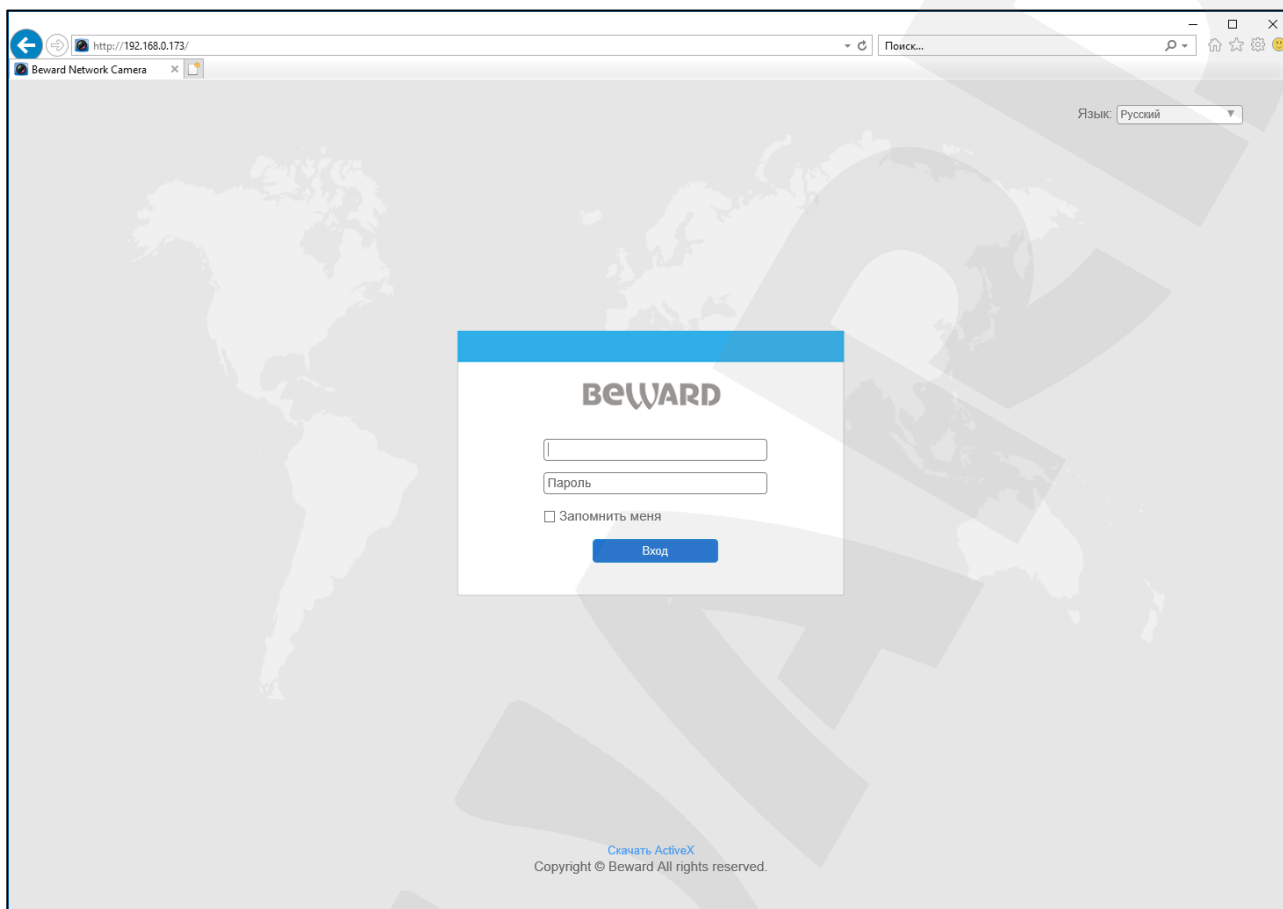 http://192.168.0.173/
Поиск...
Beward Network Camera
Язык: Русский
BEWARD
Пароль
Запомнить меня
Вход
Скачать ActiveX
Copyright © Beward All rights reserved.